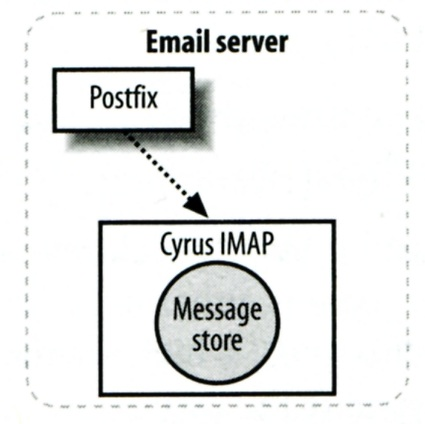 Email server
Postfix
Cyrus IMAP
Message
store